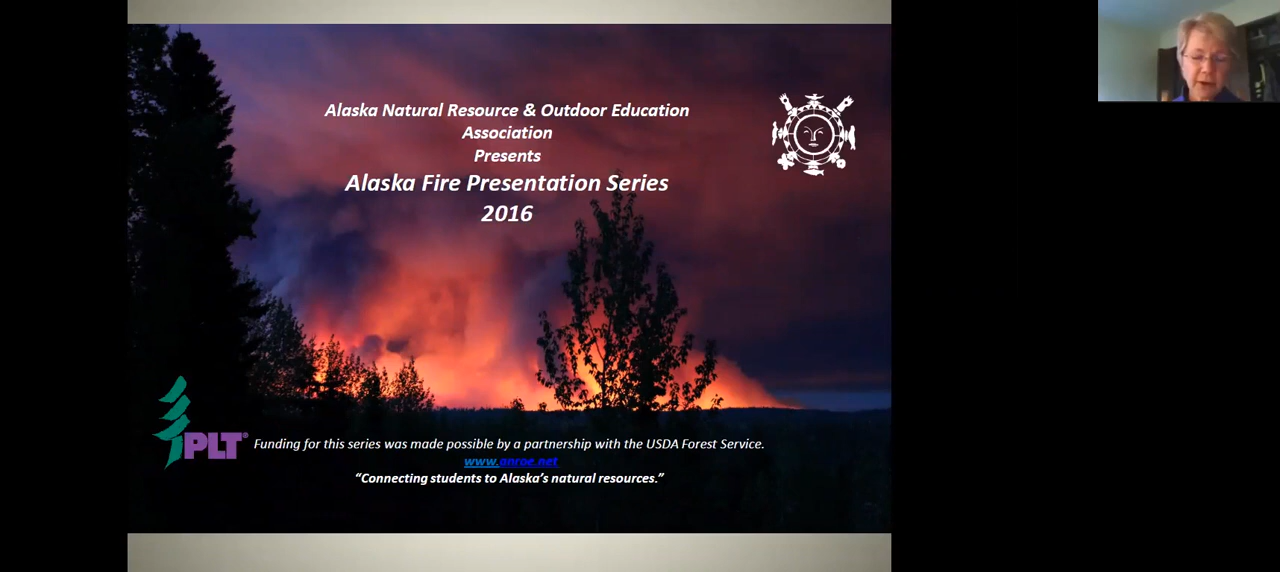 Alaska Natural Resource & Outdoor Education
Association
Presents
Alaska Fire Presentation Series
2016
PLT®
Funding for this series was made possible by a partnership with the USDA Forest Service.
www.anroe.net
“Connecting students to Alaska’s natural resources.”